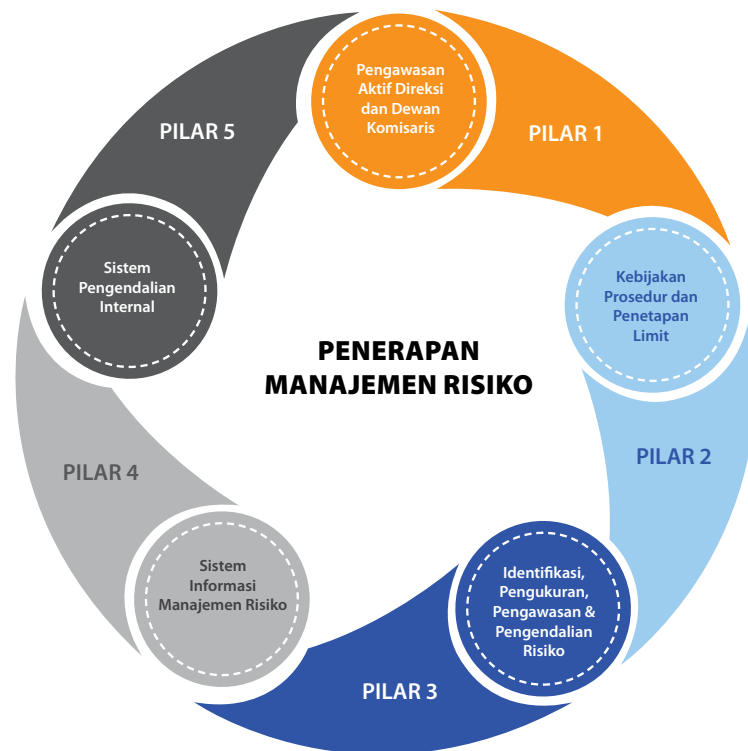 Pengawasan
Aktif Direksi
dan Dewan
Komisaris
PILAR 1
Kebijakan
Prosedur dan
Penetapan
Limit
PILAR 2
Identifikasi,
Pengukuran,
Pengawasan &
Pengendalian
Risiko
PILAR 3
Sistem
Informasi
Manajemen Risiko
PILAR 4
Sistem
Pengendalian
Internal
PILAR 5
PENERAPAN
MANAJEMEN RISIKO